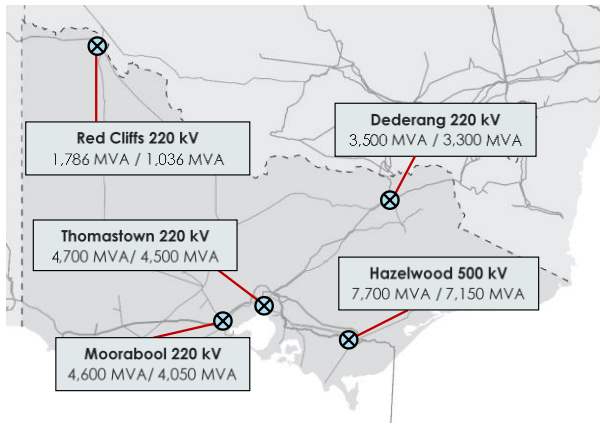 Dederang 220 kV
3,500 MVA / 3,300 MVA
Red Cliffs 220 kV
1,786 MVA / 1,036 MVA
Thomastown 220 kV
4,700 MVA/ 4,500 MVA
Hazelwood 500 kV
7,700 MVA / 7,150 MVA
Moorabool 220 kV
4,600 MVA/ 4,050 MVA